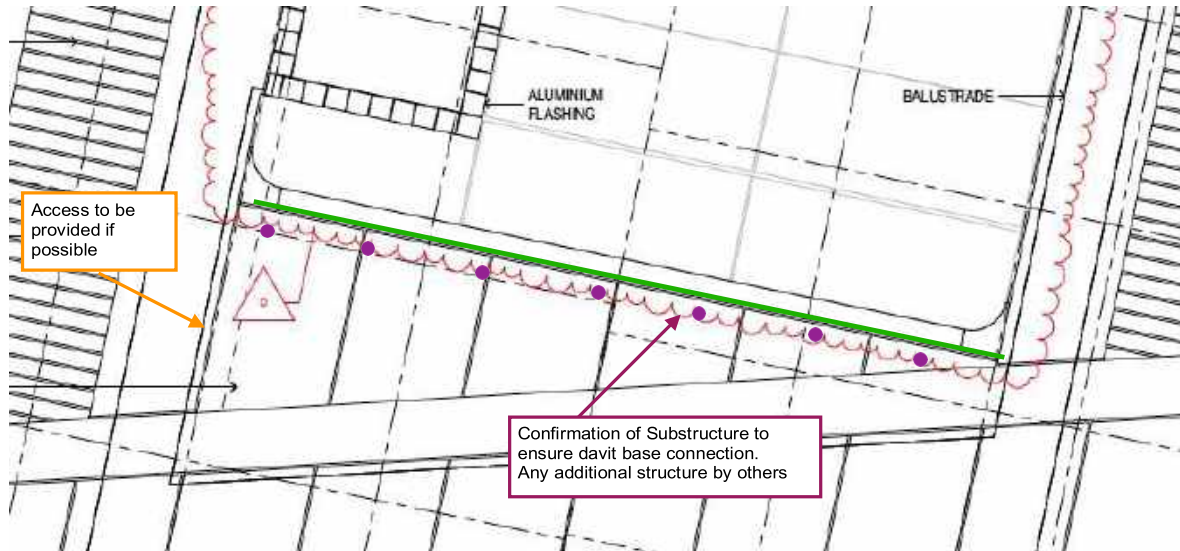 ALUMINIUM
FLASHING
BALUSTRADE
Access to be
provided if
possible
Confirmation of Substructure to
ensure davit base connection.
Any additional structure by others